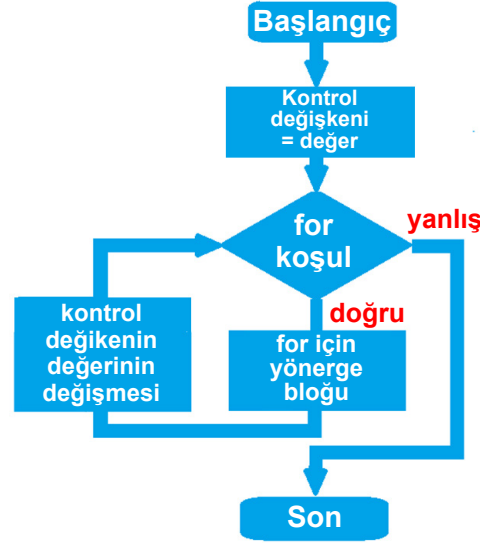 Başlangıç
Kontrol
değişkeni
= değer
for
koşul
yanlış
doğru
for için
yönerge
bloğu
kontrol
değikenin
değerinin
değişmesi
Son